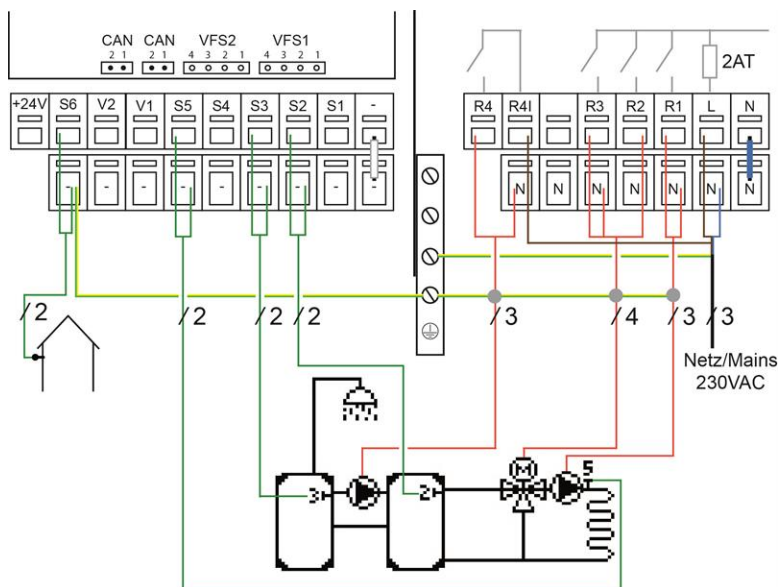 CAN CAN VFS2 VFS1
2 1 2 1 4 3 2 1 4 3 2 1
2AT
+24V S6 V2 V1 S5 S4 S3 S2 S1 - R4 R4I R3 R2 R1 L N
- - - - - - - - - N N N N N N
/2 /2 /2 /2 /3 /4 /3 /3
Netz/Mains
230VAC
M
S
3 2